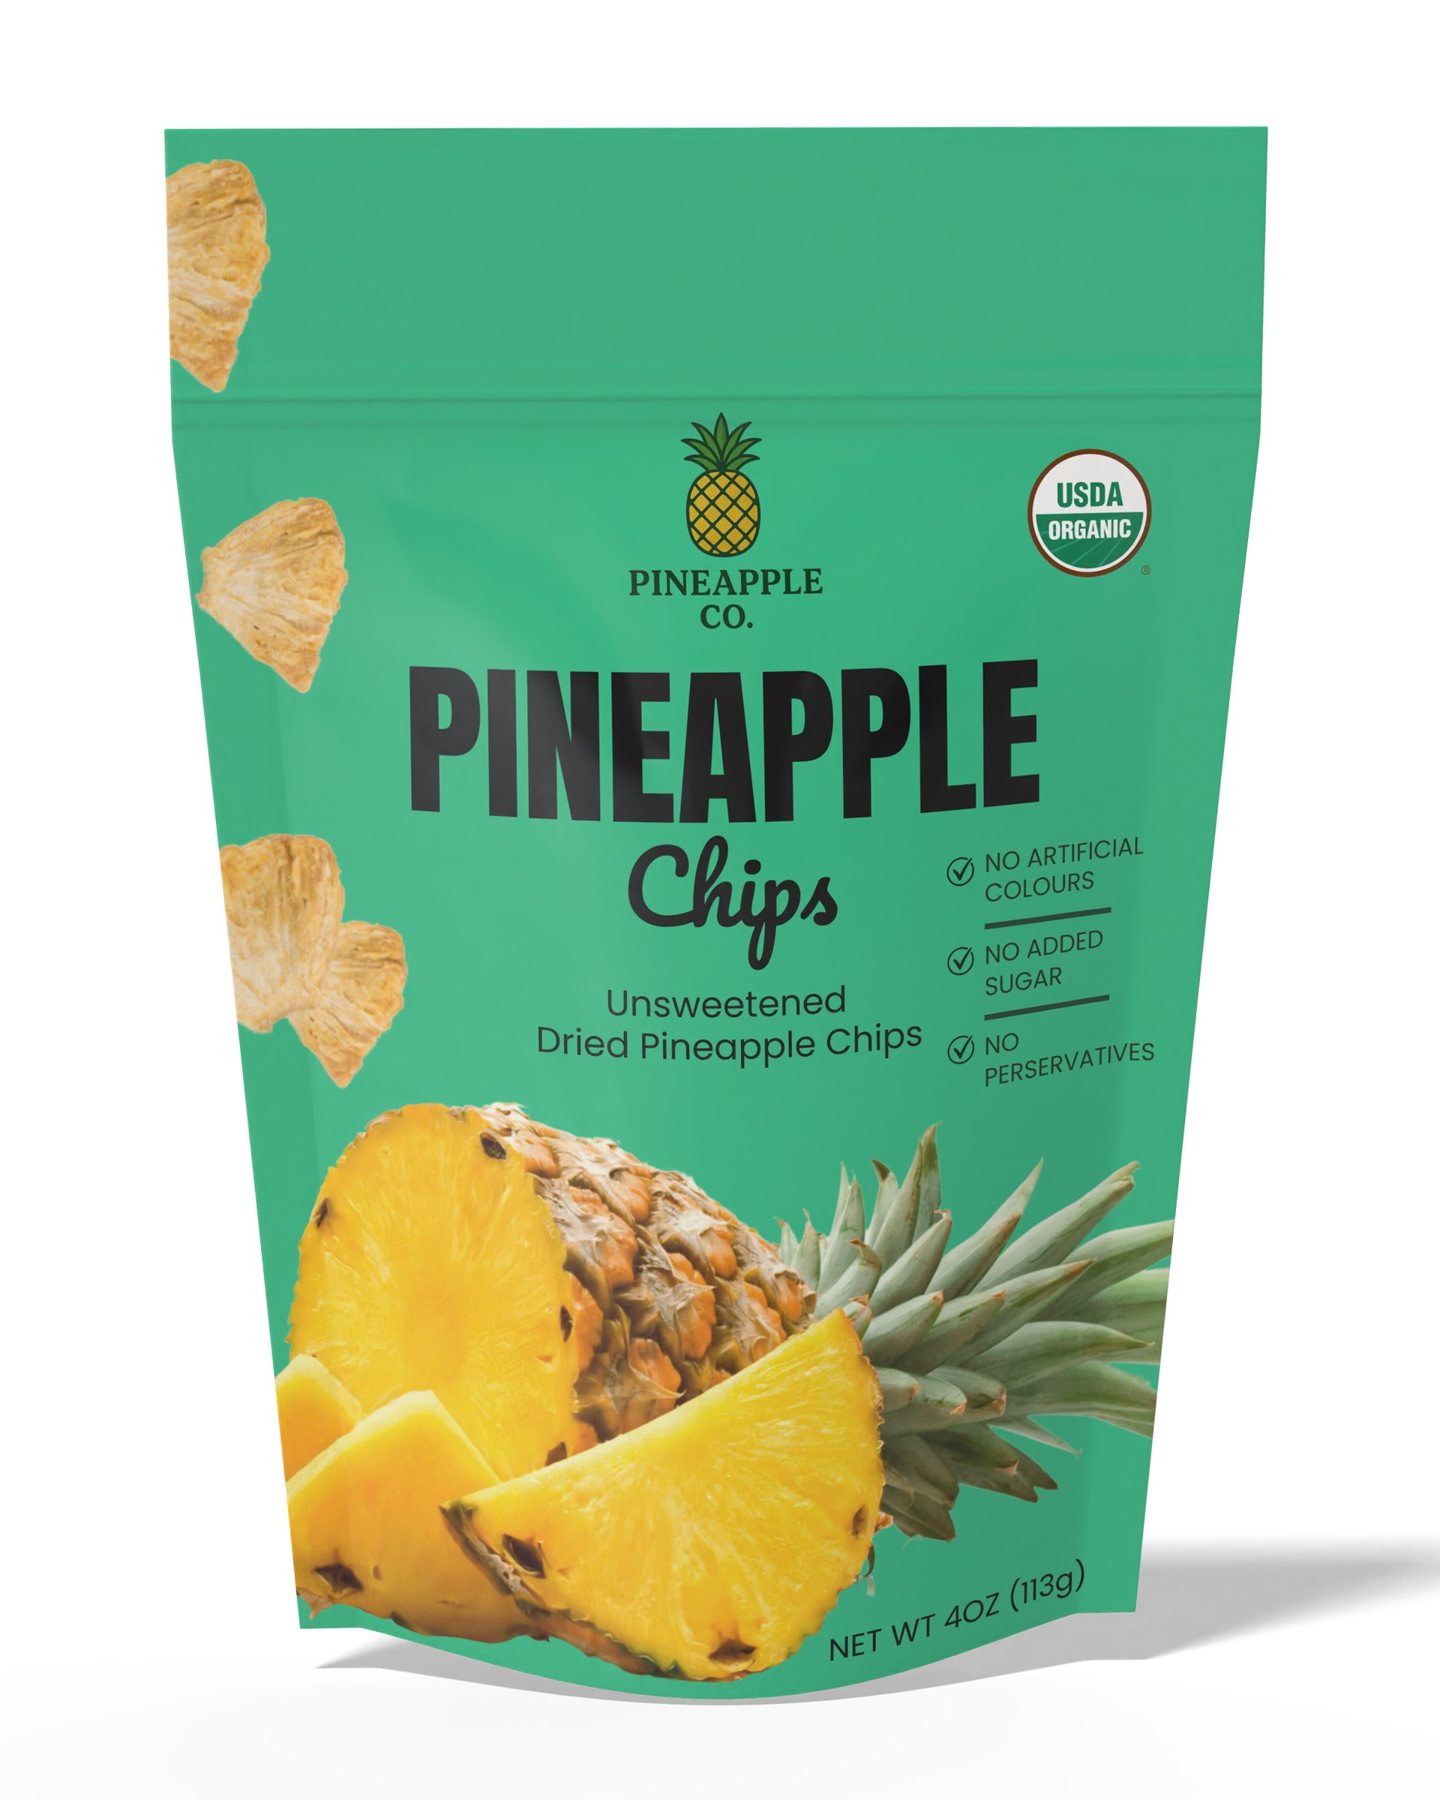 PINEAPPLE
CO.
USDA
ORGANIC
®
PINEAPPLE
Chips
Unsweetened
Dried Pineapple Chips
NO ARTIFICIAL
COLOURS
NO ADDED
SUGAR
NO
PERSERVATIVES
NET WT 4OZ (113g)